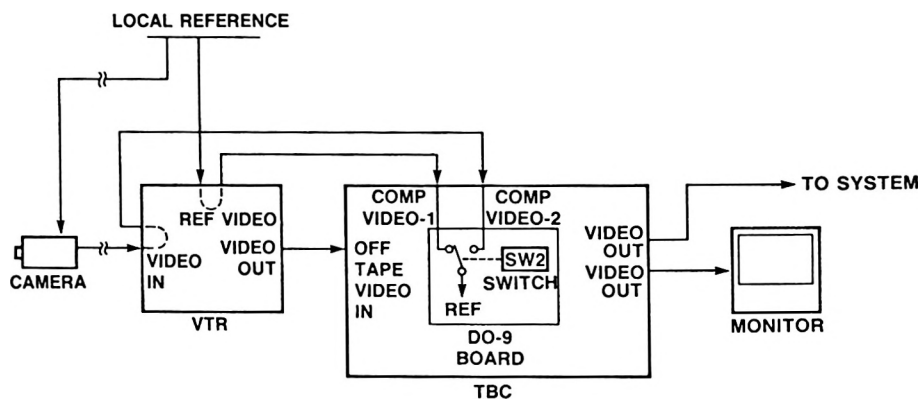 LOCAL REFERENCE
COMP
VIDEO-1
COMP
VIDEO-2
TO SYSTEM
REF VIDEO
VIDEO
OUT
VIDEO
IN
OFF
TAPE
VIDEO
IN
SW2
SWITCH
REF
VIDEO
OUT
VIDEO
OUT
CAMERA
VTR
DO-9
BOARD
TBC
MONITOR